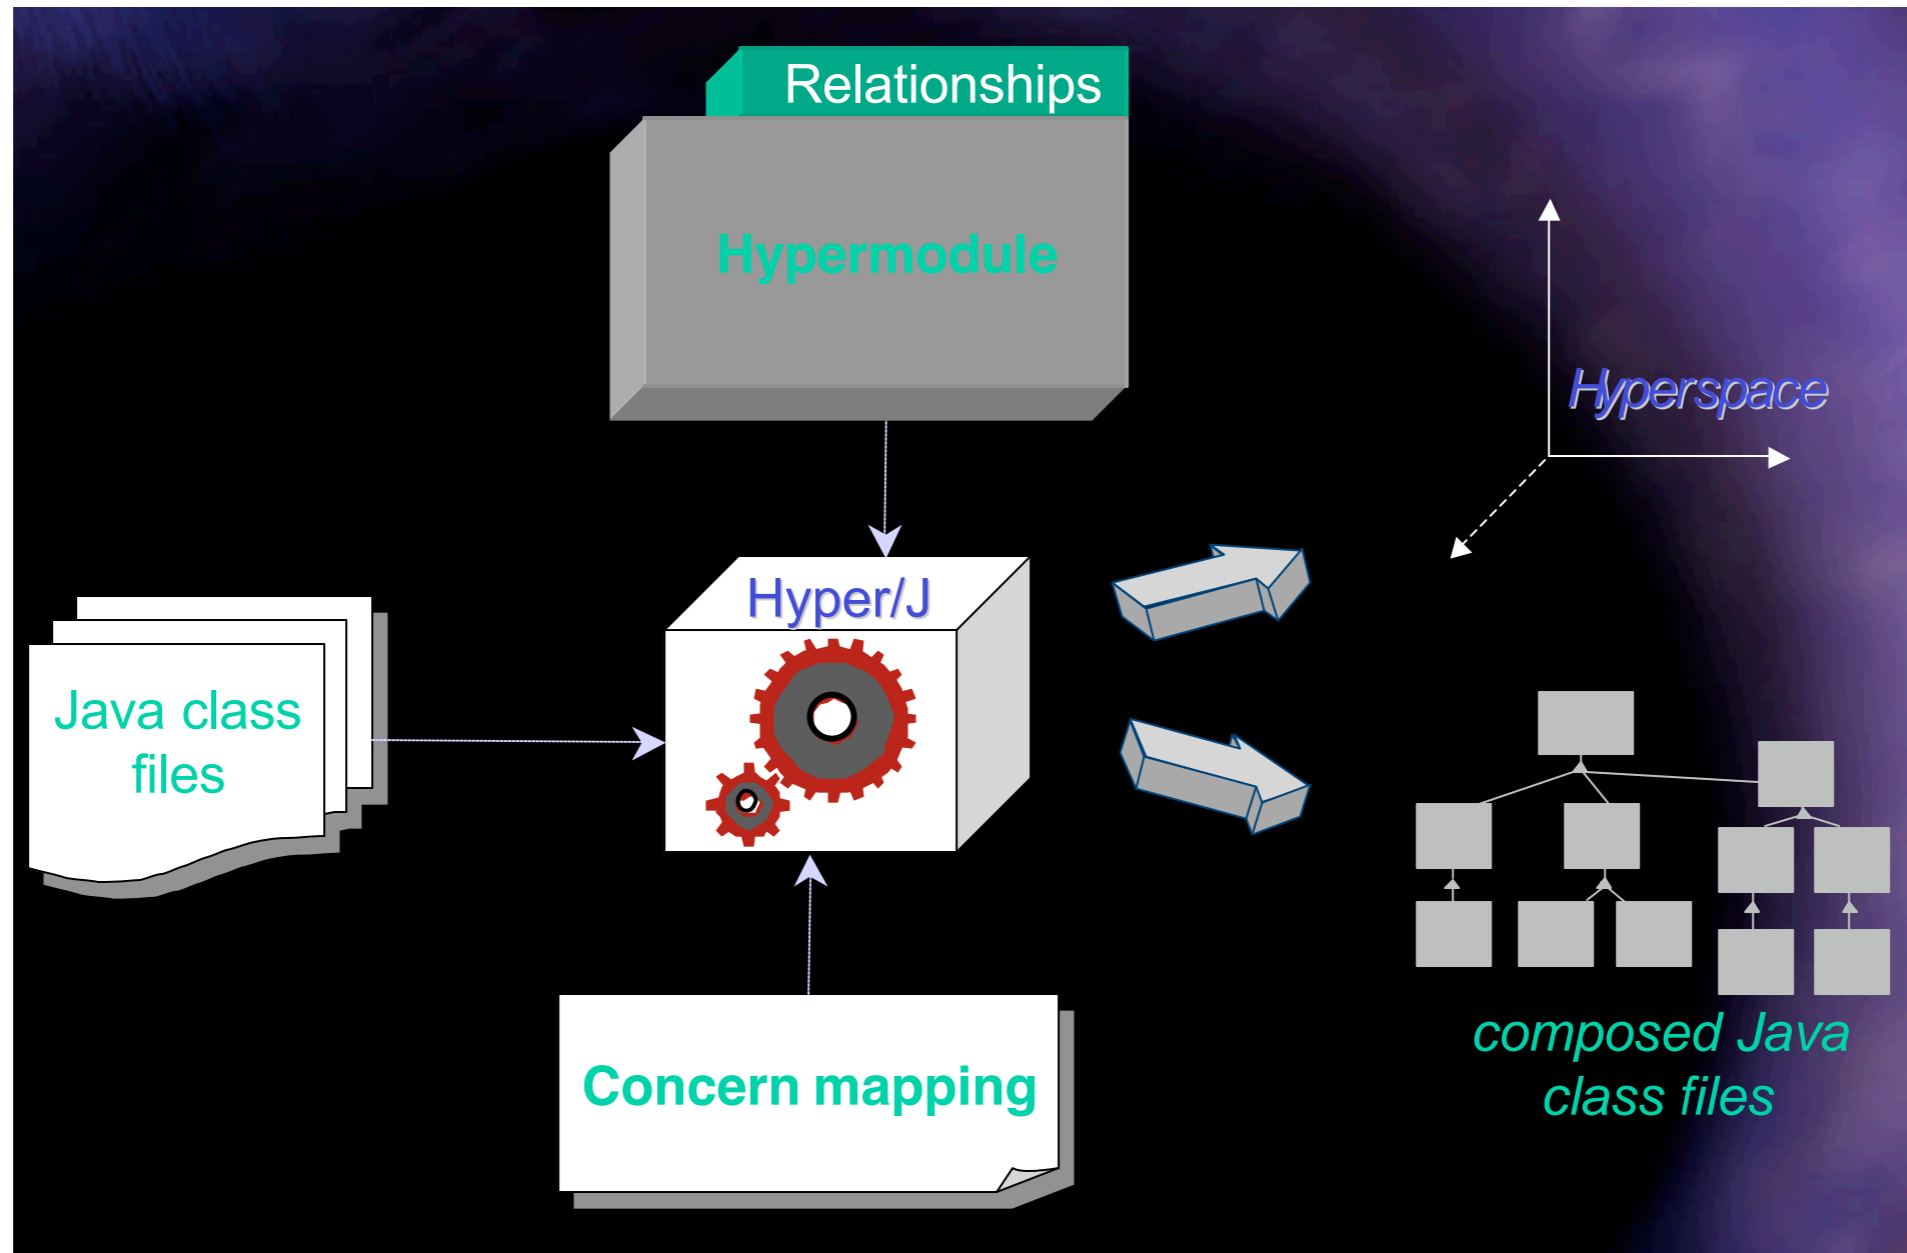 Relationships
Hypermodule
Hyperspace
Hyper/J
Java class
files
Concern mapping
composed Java
class files